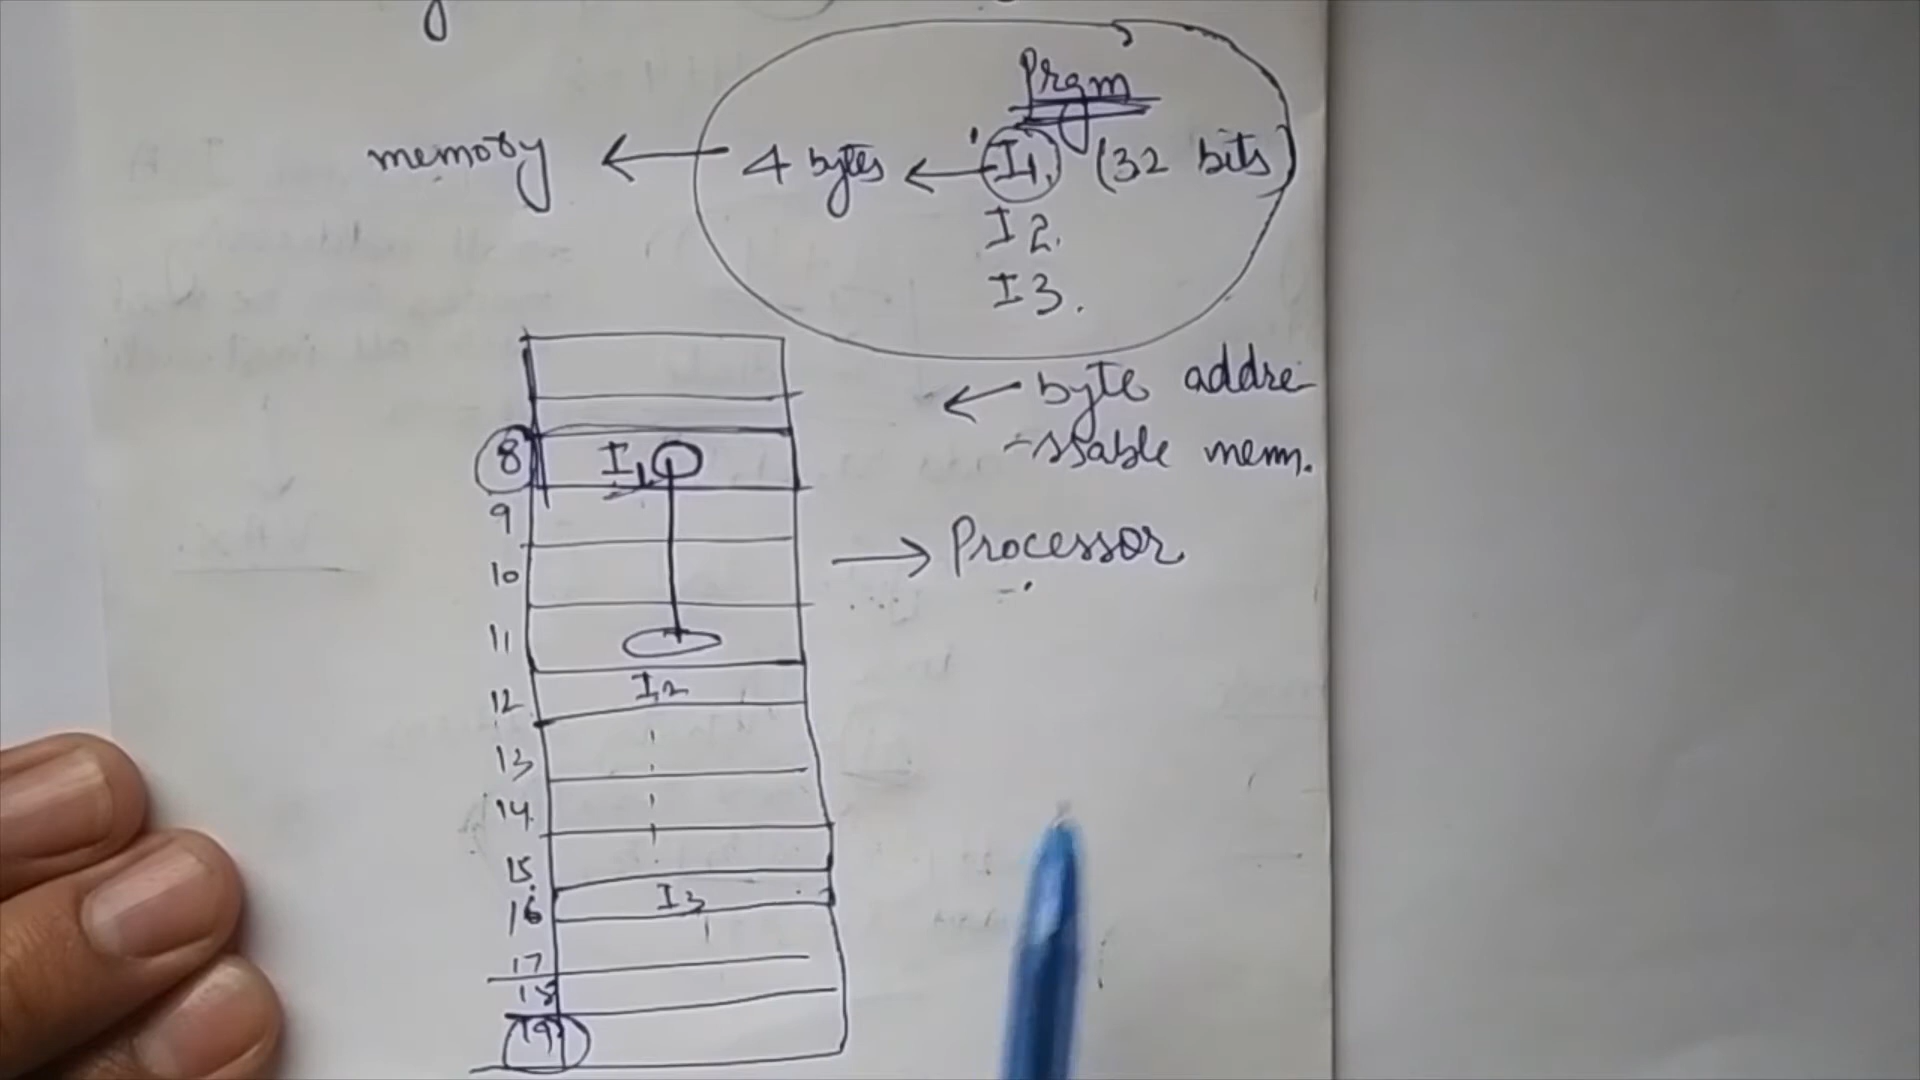 Prgm
memory ← 4 bytes ← I1. (32 bits)
I2.
I3.
← byte addre-
-ssable mem.
8 I1
9
10
→ Processor
11
12 I2
13
14
15
16 I3
17
18
19